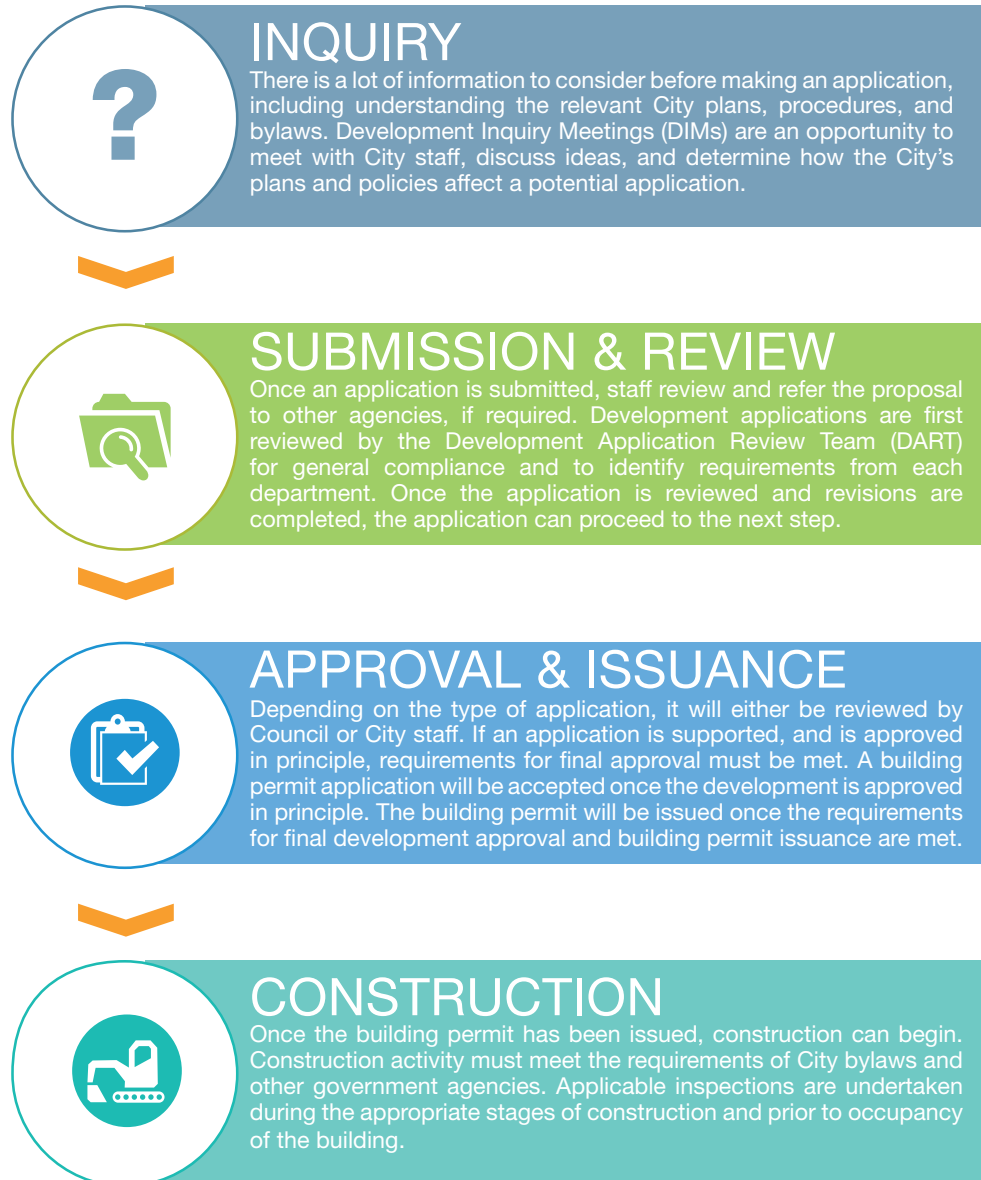 ?
INQUIRY
There is a lot of information to consider before making an application,
including understanding the relevant City plans, procedures, and
bylaws. Development Inquiry Meetings (DIMs) are an opportunity to
meet with City staff, discuss ideas, and determine how the City’s
plans and policies affect a potential application.
SUBMISSION & REVIEW
Once an application is submitted, staff review and refer the proposal
to other agencies, if required. Development applications are first
reviewed by the Development Application Review Team (DART)
for general compliance and to identify requirements from each
department. Once the application is reviewed and revisions are
completed, the application can proceed to the next step.
APPROVAL & ISSUANCE
Depending on the type of application, it will either be reviewed by
Council or City staff. If an application is supported, and is approved
in principle, requirements for final approval must be met. A building
permit application will be accepted once the development is approved
in principle. The building permit will be issued once the requirements
for final development approval and building permit issuance are met.
CONSTRUCTION
Once the building permit has been issued, construction can begin.
Construction activity must meet the requirements of City bylaws and
other government agencies. Applicable inspections are undertaken
during the appropriate stages of construction and prior to occupancy
of the building.